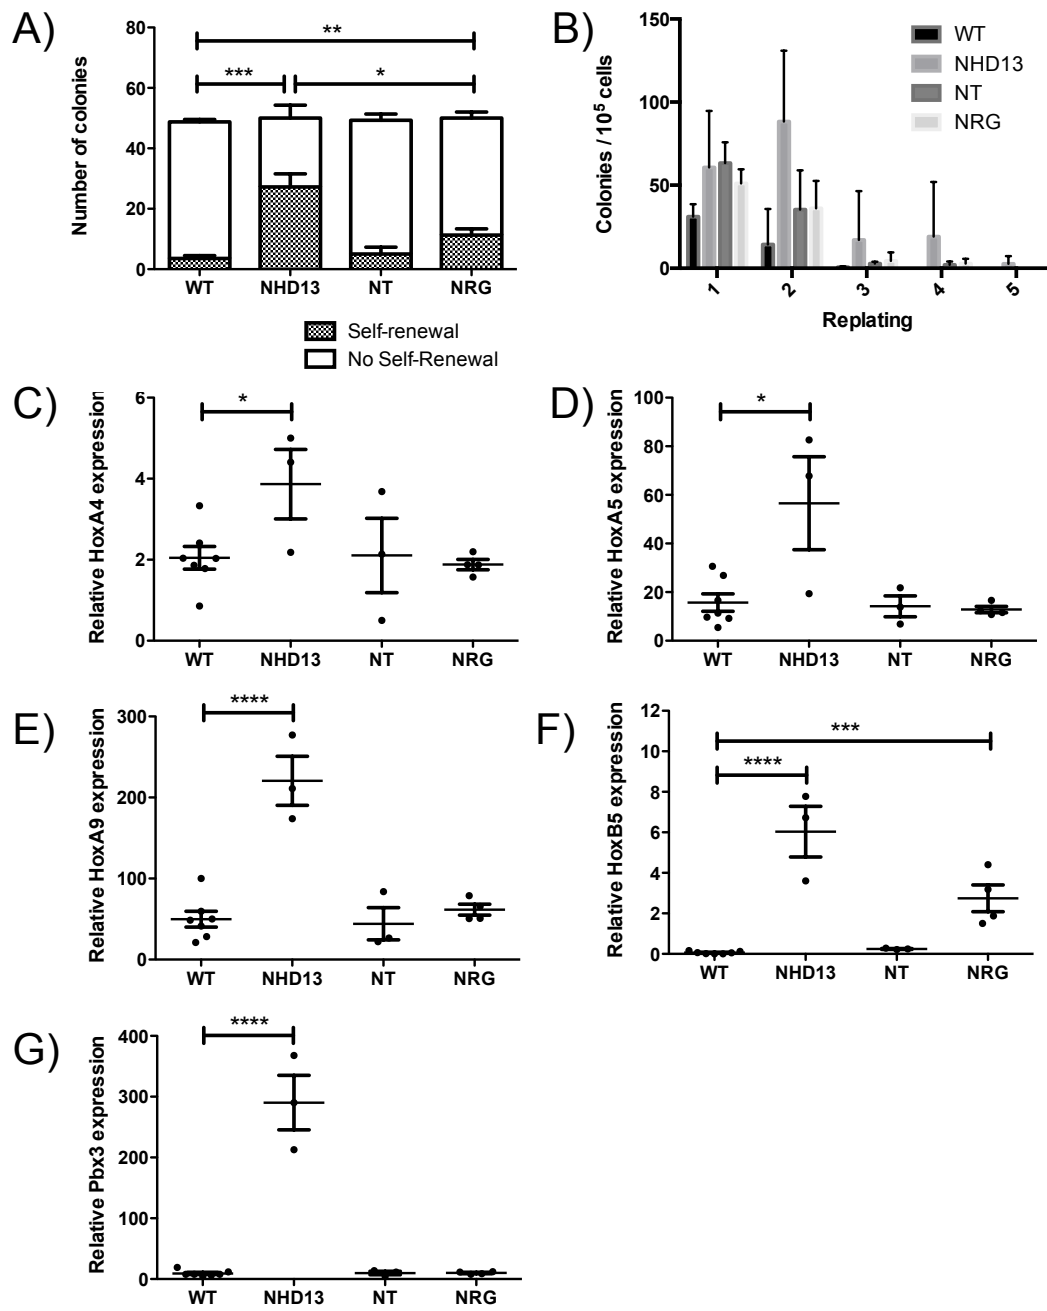 A)
Number of colonies
80
60
40
20
0
**
***
*
WT NHD13 NT NRG
Self-renewal
No Self-Renewal
B)
Colonies / 10⁵ cells
150
100
50
0
WT
NHD13
NT
NRG
1 2 3 4 5
Replating
C)
Relative HoxA4 expression
6
4
2
0
*
WT NHD13 NT NRG
D)
Relative HoxA5 expression
100
80
60
40
20
0
*
WT NHD13 NT NRG
E)
Relative HoxA9 expression
300
200
100
0
****
WT NHD13 NT NRG
F)
Relative HoxB5 expression
12
10
8
6
4
2
0
***
****
WT NHD13 NT NRG
G)
Relative Pbx3 expression
400
300
200
100
0
****
WT NHD13 NT NRG